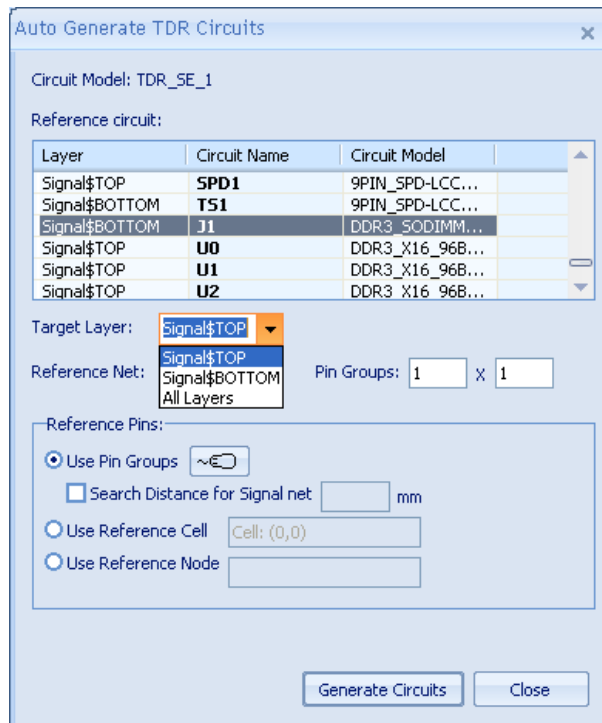 Auto Generate TDR Circuits
Circuit Model: TDR_SE_1
Reference circuit:
Layer Circuit Name Circuit Model
Signal$TOP SPD1 9PIN_SPD-LCC...
Signal$BOTTOM TS1 9PIN_SPD-LCC...
Signal$BOTTOM J1 DDR3_SODIMM...
Signal$TOP U0 DDR3_X16_96B...
Signal$TOP U1 DDR3_X16_96B...
Signal$TOP U2 DDR3_X16_96B...
Target Layer: Signal$TOP
Signal$TOP
Reference Net: Signal$BOTTOM Pin Groups: 1 X 1
All Layers
Reference Pins:
Use Pin Groups
Search Distance for Signal net mm
Use Reference Cell Cell: (0,0)
Use Reference Node
Generate Circuits Close